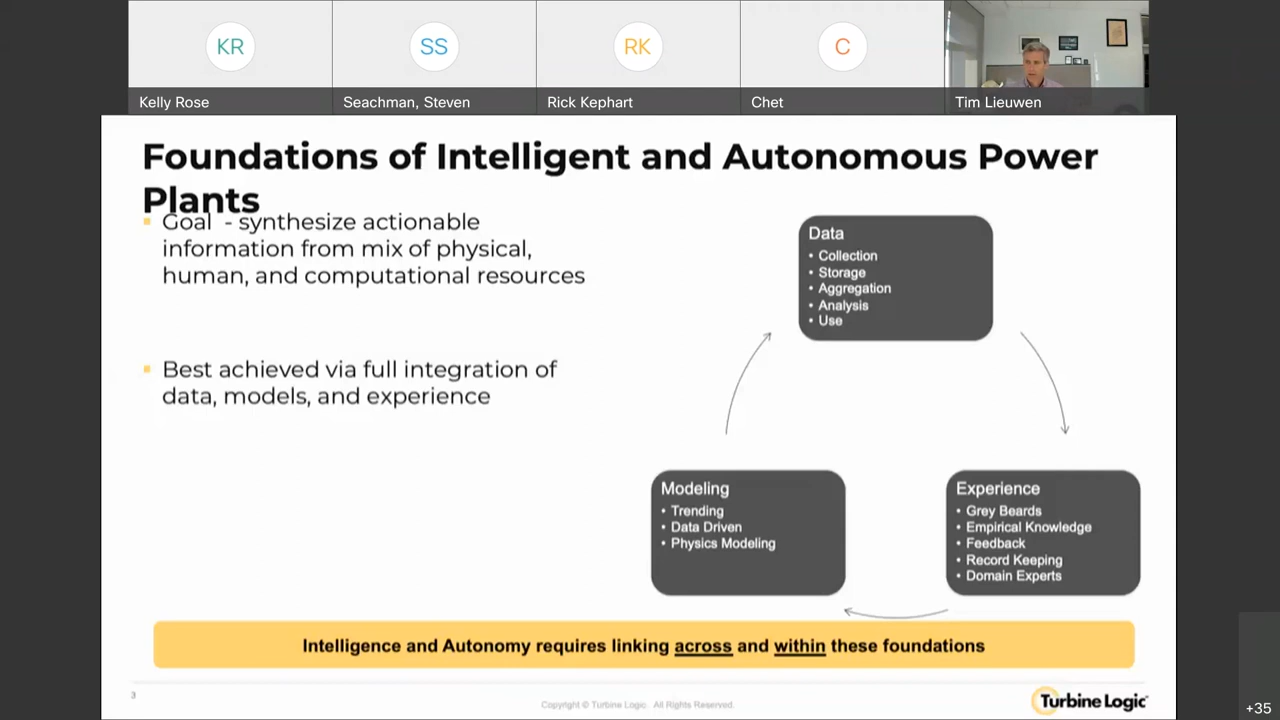 KR
SS
RK
C
Kelly Rose
Seachman, Steven
Rick Kephart
Chet
Tim Lieuwen
Foundations of Intelligent and Autonomous Power
Plants
Goal - synthesize actionable
information from mix of physical,
human, and computational resources
Best achieved via full integration of
data, models, and experience
Data
• Collection
• Storage
• Aggregation
• Analysis
• Use
Modeling
• Trending
• Data Driven
• Physics Modeling
Experience
• Grey Beards
• Empirical Knowledge
• Feedback
• Record Keeping
• Domain Experts
Intelligence and Autonomy requires linking across and within these foundations
3
Copyright © Turbine Logic. All Rights Reserved.
Turbine Logic
+35